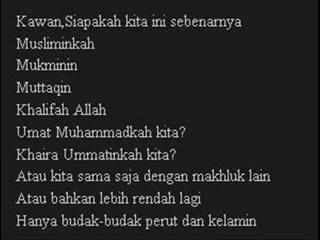 Kawan,Siapakah kita ini sebenarnya
Musliminkah
Mukminin
Muttaqin
Khalifah Allah
Umat Muhammadkah kita?
Khaira Ummatinkah kita?
Atau kita sama saja dengan makhluk lain
Atau bahkan lebih rendah lagi
Hanya budak-budak perut dan kelamin